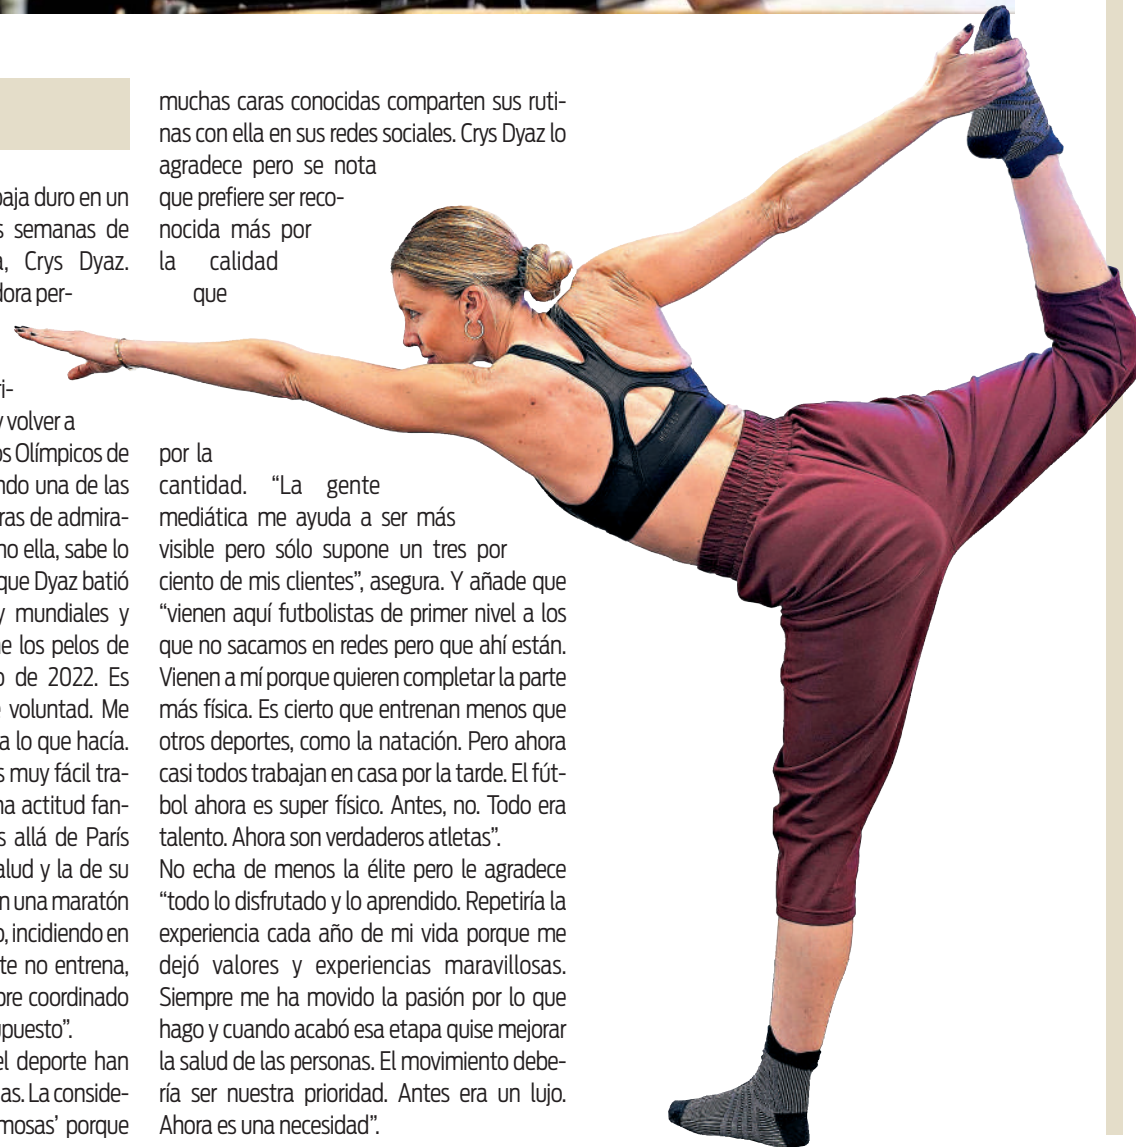 baja duro en un
s semanas de
a, Crys Dyaz.
dora per-
ri-
y volver a
os Olímpicos de
ndo una de las
ras de admira-
no ella, sabe lo
que Dyaz batió
y mundiales y
e los pelos de
o de 2022. Es
voluntad. Me
a lo que hacía.
s muy fácil tra-
na actitud fan-
s allá de París
alud y la de su
n una maratón
o, incidiendo en
te no entrena,
bre coordinado
upuesto”.
el deporte han
as. La conside-
mosas’ porque
muchas caras conocidas comparten sus ruti-
nas con ella en sus redes sociales. Crys Dyaz lo
agradece pero se nota
que prefiere ser reco-
nocida más por
la calidad
que
por la
cantidad. “La gente
mediática me ayuda a ser más
visible pero sólo supone un tres por
ciento de mis clientes”, asegura. Y añade que
“vienen aquí futbolistas de primer nivel a los
que no sacamos en redes pero que ahí están.
Vienen a mí porque quieren completar la parte
más física. Es cierto que entrenan menos que
otros deportes, como la natación. Pero ahora
casi todos trabajan en casa por la tarde. El fút-
bol ahora es super físico. Antes, no. Todo era
talento. Ahora son verdaderos atletas”.
No echa de menos la élite pero le agradece
“todo lo disfrutado y lo aprendido. Repetiría la
experiencia cada año de mi vida porque me
dejó valores y experiencias maravillosas.
Siempre me ha movido la pasión por lo que
hago y cuando acabó esa etapa quise mejorar
la salud de las personas. El movimiento debe-
ría ser nuestra prioridad. Antes era un lujo.
Ahora es una necesidad”.